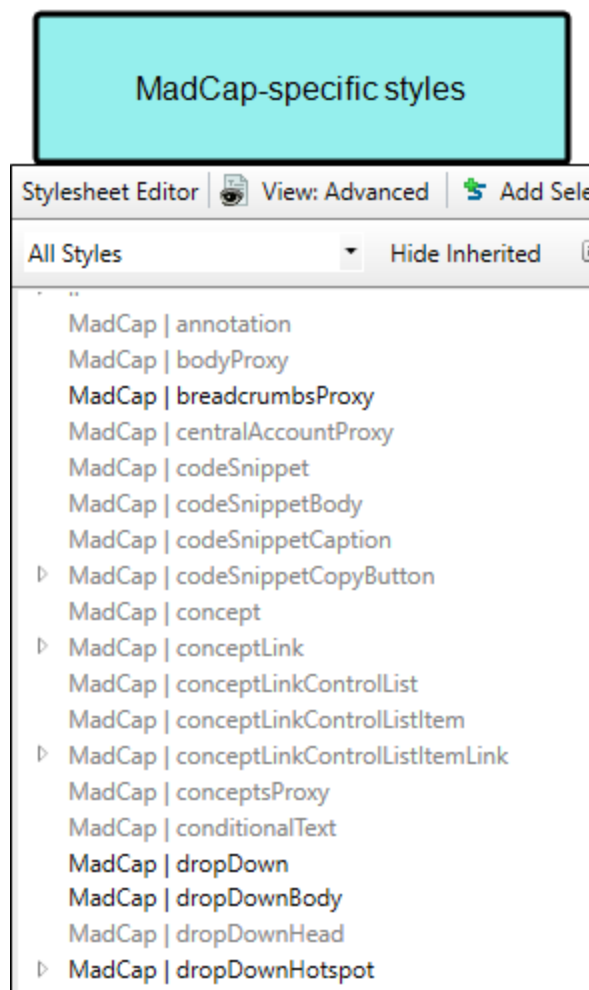 MadCap-specific styles
Stylesheet Editor View: Advanced Add Sele
All Styles Hide Inherited
MadCap | annotation
MadCap | bodyProxy
MadCap | breadcrumbsProxy
MadCap | centralAccountProxy
MadCap | codeSnippet
MadCap | codeSnippetBody
MadCap | codeSnippetCaption
MadCap | codeSnippetCopyButton
MadCap | concept
MadCap | conceptLink
MadCap | conceptLinkControlList
MadCap | conceptLinkControlListItem
MadCap | conceptLinkControlListItemLink
MadCap | conceptsProxy
MadCap | conditionalText
MadCap | dropDown
MadCap | dropDownBody
MadCap | dropDownHead
MadCap | dropDownHotspot